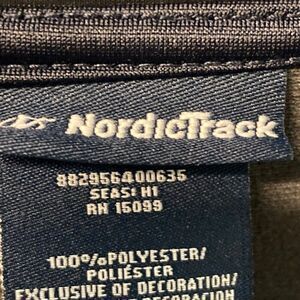 NordicTrack
882956400635
SEAS: H1
RN 15099
100%POLYESTER/
POLIÉSTER
EXCLUSIVE OF DECORATION/